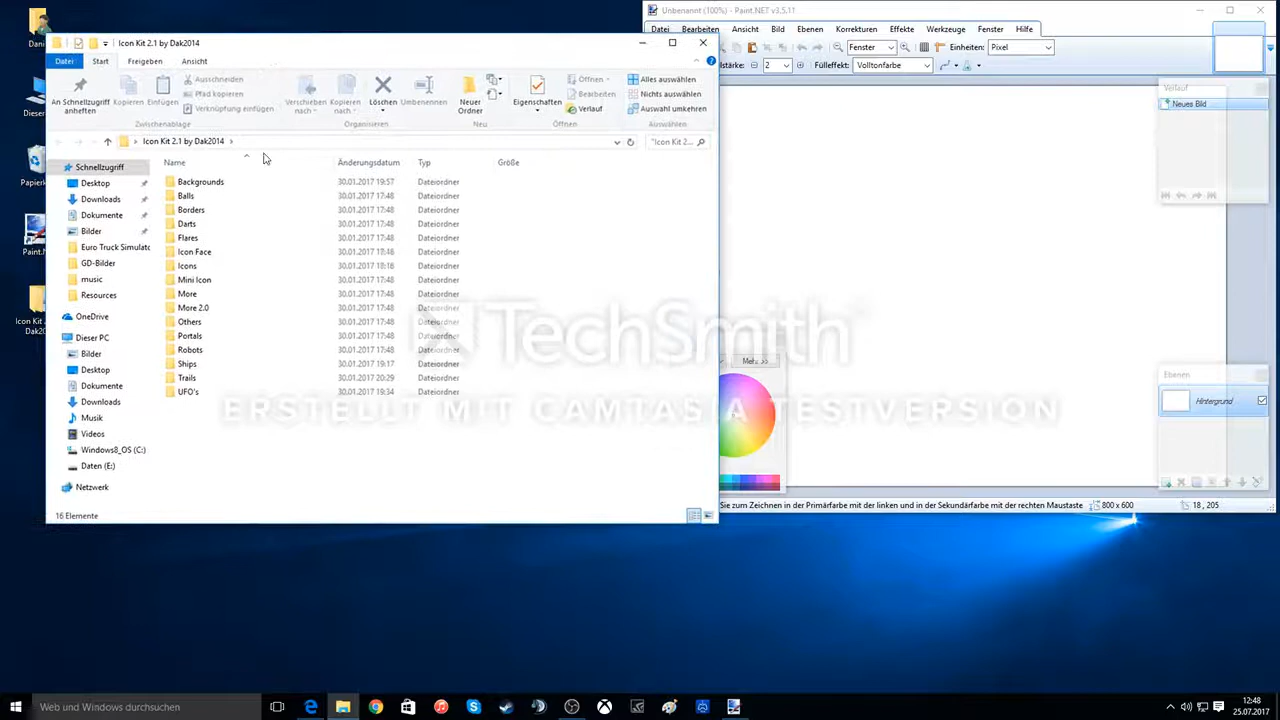 Unbenannt (100%) - Paint.NET v3.5.11
Datei Bearbeiten Ansicht Bild Ebenen Korrekturen Effekte Werkzeuge Fenster Hilfe
Fenster Einheiten: Pixel
2 Fülleffekt: Volltonfarbe
Dani
Dieser
Papierk
Paint.N
Icon Kit 2
Dak20
Icon Kit 2.1 by Dak2014
Datei Start Freigeben Ansicht
An Schnellzugriff anheften
Kopieren
Einfügen
Ausschneiden
Pfad kopieren
Verknüpfung einfügen
Zwischenablage
Verschieben nach
Kopieren nach
Löschen
Umbenennen
Organisieren
Neuer Ordner
Neu
Eigenschaften
Öffnen
Bearbeiten
Verlauf
Öffnen
Alles auswählen
Nichts auswählen
Auswahl umkehren
Auswählen
Icon Kit 2.1 by Dak2014
"Icon Kit 2...
Name Änderungsdatum Typ Größe
Backgrounds 30.01.2017 19:57 Dateiordner
Balls 30.01.2017 17:48 Dateiordner
Borders 30.01.2017 17:48 Dateiordner
Darts 30.01.2017 17:48 Dateiordner
Flares 30.01.2017 17:48 Dateiordner
Icon Face 30.01.2017 17:48 Dateiordner
Icons 30.01.2017 18:18 Dateiordner
Mini Icon 30.01.2017 17:48 Dateiordner
More 30.01.2017 17:48 Dateiordner
More 2.0 30.01.2017 17:48 Dateiordner
Others 30.01.2017 17:48 Dateiordner
Portals 30.01.2017 17:48 Dateiordner
Robots 30.01.2017 17:48 Dateiordner
Ships 30.01.2017 19:17 Dateiordner
Trails 30.01.2017 20:29 Dateiordner
UFO's 30.01.2017 19:34 Dateiordner
Schnellzugriff
Desktop
Downloads
Dokumente
Bilder
Euro Truck Simulato
GD-Bilder
music
Resources
OneDrive
Dieser PC
Bilder
Desktop
Dokumente
Downloads
Musik
Videos
Windows8_OS (C:)
Daten (E:)
Netzwerk
16 Elemente
TechSmith
ERSTELLT MIT CAMTASIA TESTVERSION
Verlauf
Neues Bild
Mehr >>
Ebenen
Hintergrund
Sie zum Zeichnen in der Primärfarbe mit der linken und in der Sekundärfarbe mit der rechten Maustaste
800 x 600
18 , 205
Web und Windows durchsuchen
12:48
25.07.2017